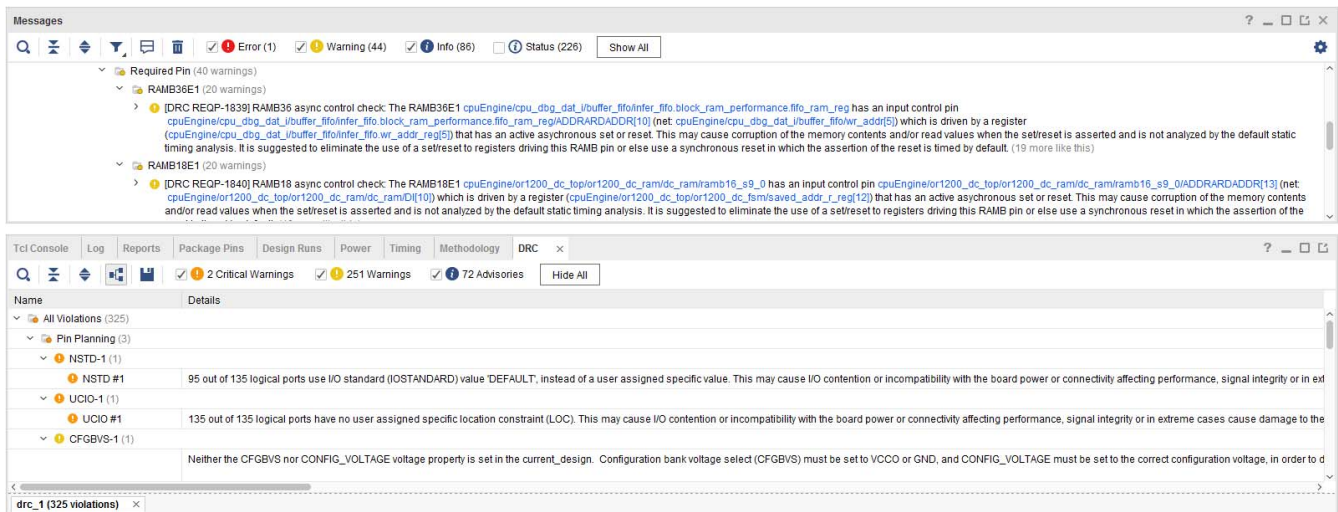 Messages
Error (1) Warning (44) Info (86) Status (226) Show All
Required Pin (40 warnings)
RAMB36E1 (20 warnings)
[DRC REQP-1839] RAMB36 async control check: The RAMB36E1 cpuEngine/cpu_dbg_dat_i/buffer_fifo/infer_fifo.block_ram_performance.fifo_ram_reg has an input control pin
cpuEngine/cpu_dbg_dat_i/buffer_fifo/infer_fifo.block_ram_performance.fifo_ram_reg/ADDRARDADDR[10] (net: cpuEngine/cpu_dbg_dat_i/buffer_fifo/wr_addr[5]) which is driven by a register
(cpuEngine/cpu_dbg_dat_i/buffer_fifo/infer_fifo.wr_addr_reg[5]) that has an active asychronous set or reset. This may cause corruption of the memory contents and/or read values when the set/reset is asserted and is not analyzed by the default static
timing analysis. It is suggested to eliminate the use of a set/reset to registers driving this RAMB pin or else use a synchronous reset in which the assertion of the reset is timed by default. (19 more like this)
RAMB18E1 (20 warnings)
[DRC REQP-1840] RAMB18 async control check: The RAMB18E1 cpuEngine/or1200_dc_top/or1200_dc_ram/dc_ram/ramb16_s9_0 has an input control pin cpuEngine/or1200_dc_top/or1200_dc_ram/dc_ram/ramb16_s9_0/ADDRARDADDR[13] (net:
cpuEngine/or1200_dc_top/or1200_dc_ram/dc_ram/DI[10]) which is driven by a register (cpuEngine/or1200_dc_top/or1200_dc_fsm/saved_addr_r_reg[12]) that has an active asychronous set or reset. This may cause corruption of the memory contents
and/or read values when the set/reset is asserted and is not analyzed by the default static timing analysis. It is suggested to eliminate the use of a set/reset to registers driving this RAMB pin or else use a synchronous reset in which the assertion of the
Tcl Console Log Reports Package Pins Design Runs Power Timing Methodology DRC
2 Critical Warnings 251 Warnings 72 Advisories Hide All
Name Details
All Violations (325)
Pin Planning (3)
NSTD-1 (1)
NSTD #1 95 out of 135 logical ports use I/O standard (IOSTANDARD) value 'DEFAULT', instead of a user assigned specific value. This may cause I/O contention or incompatibility with the board power or connectivity affecting performance, signal integrity or in ext
UCIO-1 (1)
UCIO #1 135 out of 135 logical ports have no user assigned specific location constraint (LOC). This may cause I/O contention or incompatibility with the board power or connectivity affecting performance, signal integrity or in extreme cases cause damage to the
CFGBVS-1 (1)
Neither the CFGBVS nor CONFIG_VOLTAGE voltage property is set in the current_design. Configuration bank voltage select (CFGBVS) must be set to VCCO or GND, and CONFIG_VOLTAGE must be set to the correct configuration voltage, in order to d
drc_1 (325 violations)